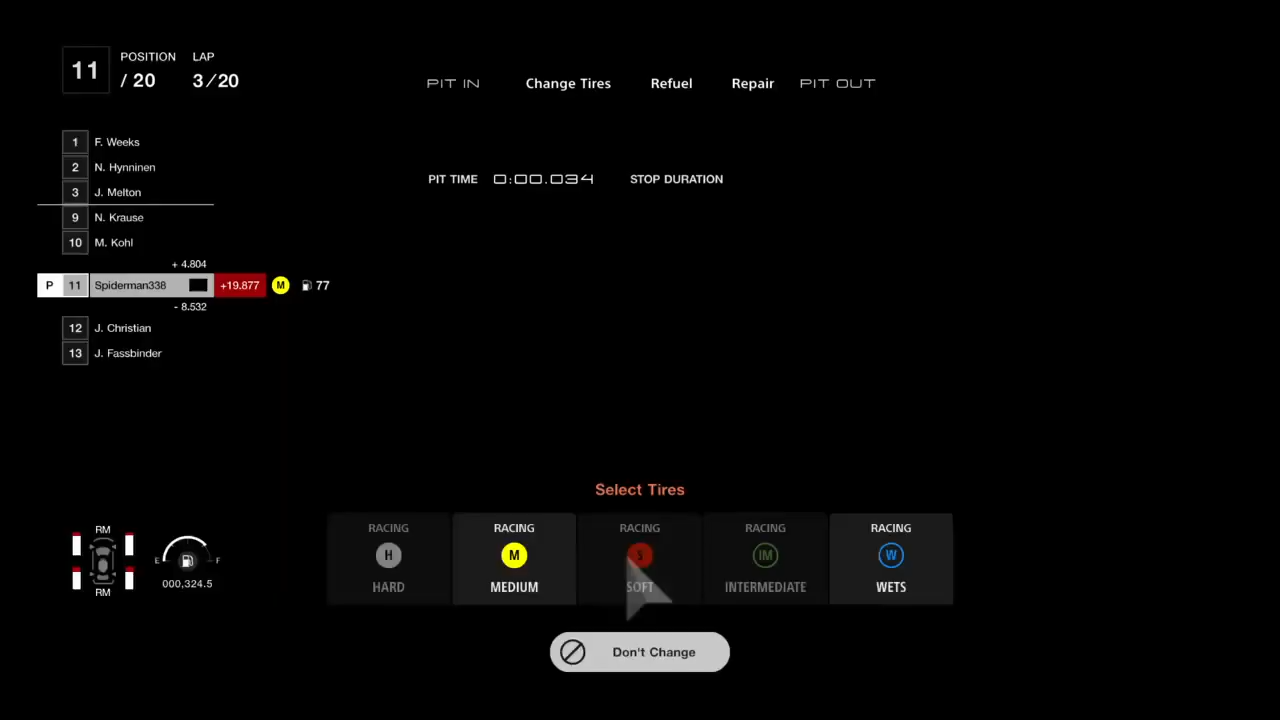 11 POSITION / 20 LAP 3/20
PIT IN Change Tires Refuel Repair PIT OUT
1 F. Weeks
2 N. Hynninen
3 J. Melton
9 N. Krause
10 M. Kohl
+ 4.804
P 11 Spiderman338 +19.877 M 77
- 8.532
12 J. Christian
13 J. Fassbinder
PIT TIME 0:00.034 STOP DURATION
Select Tires
RACING H HARD
RACING M MEDIUM
RACING S SOFT
RACING IM INTERMEDIATE
RACING W WETS
Don't Change
RM
RM
E F
000,324.5